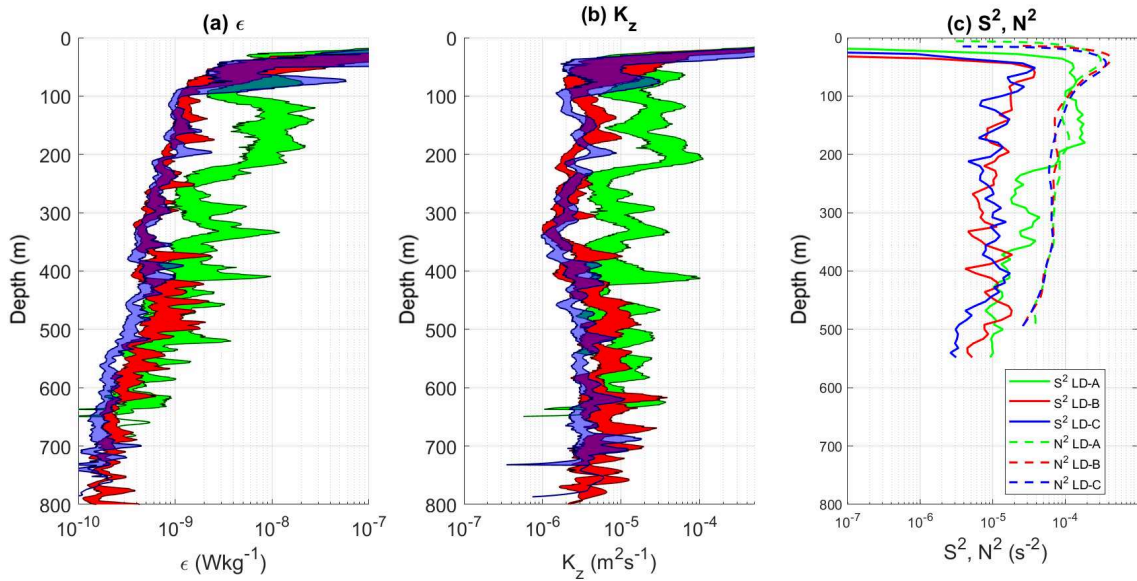 (a) ϵ
0
100
200
300
400
500
600
700
800
Depth (m)
10⁻¹⁰ 10⁻⁹ 10⁻⁸ 10⁻⁷
ϵ (Wkg⁻¹)
(b) K_z
0
100
200
300
400
500
600
700
800
Depth (m)
10⁻⁶ 10⁻⁵ 10⁻⁴
K_z (m²s⁻¹)
(c) S², N²
0
100
200
300
400
500
600
700
800
Depth (m)
S² LD-A
S² LD-B
S² LD-C
N² LD-A
N² LD-B
N² LD-C
10⁻⁷ 10⁻⁶ 10⁻⁵ 10⁻⁴
S², N² (s⁻²)